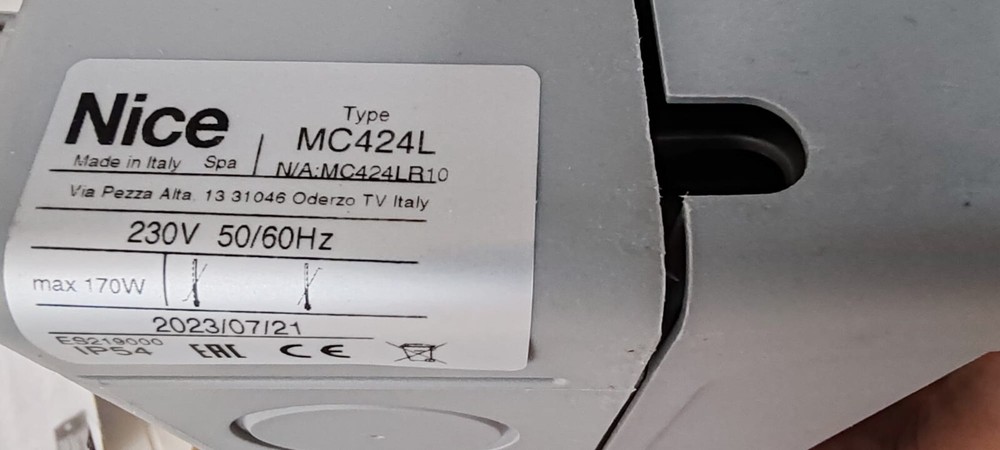 Nice
Made in Italy Spa
Type
MC424L
N/A:MC424LR10
Via Pezza Alta 13 31046 Oderzo TV Italy
230V 50/60Hz
max 170W
2023/07/21
IP54 EAC CE